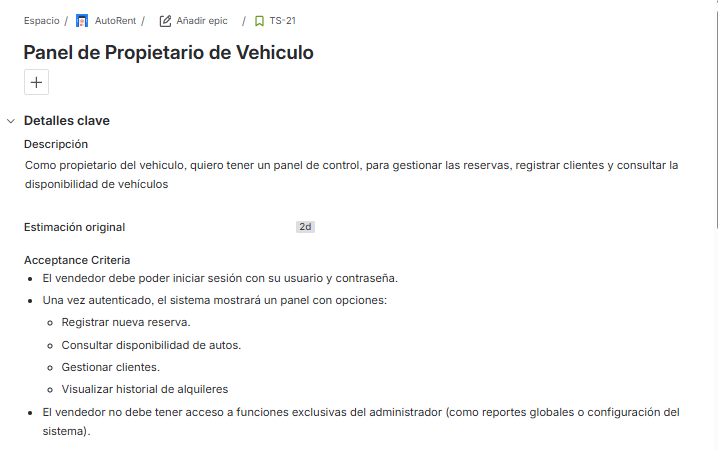 Espacio / AutoRent / Añadir epic / TS-21
Panel de Propietario de Vehiculo
Detalles clave
Descripción
Como propietario del vehiculo, quiero tener un panel de control, para gestionar las reservas, registrar clientes y consultar la
disponibilidad de vehículos
Estimación original 2d
Acceptance Criteria
• El vendedor debe poder iniciar sesión con su usuario y contraseña.
• Una vez autenticado, el sistema mostrará un panel con opciones:
◦ Registrar nueva reserva.
◦ Consultar disponibilidad de autos.
◦ Gestionar clientes.
◦ Visualizar historial de alquileres
• El vendedor no debe tener acceso a funciones exclusivas del administrador (como reportes globales o configuración del
sistema).